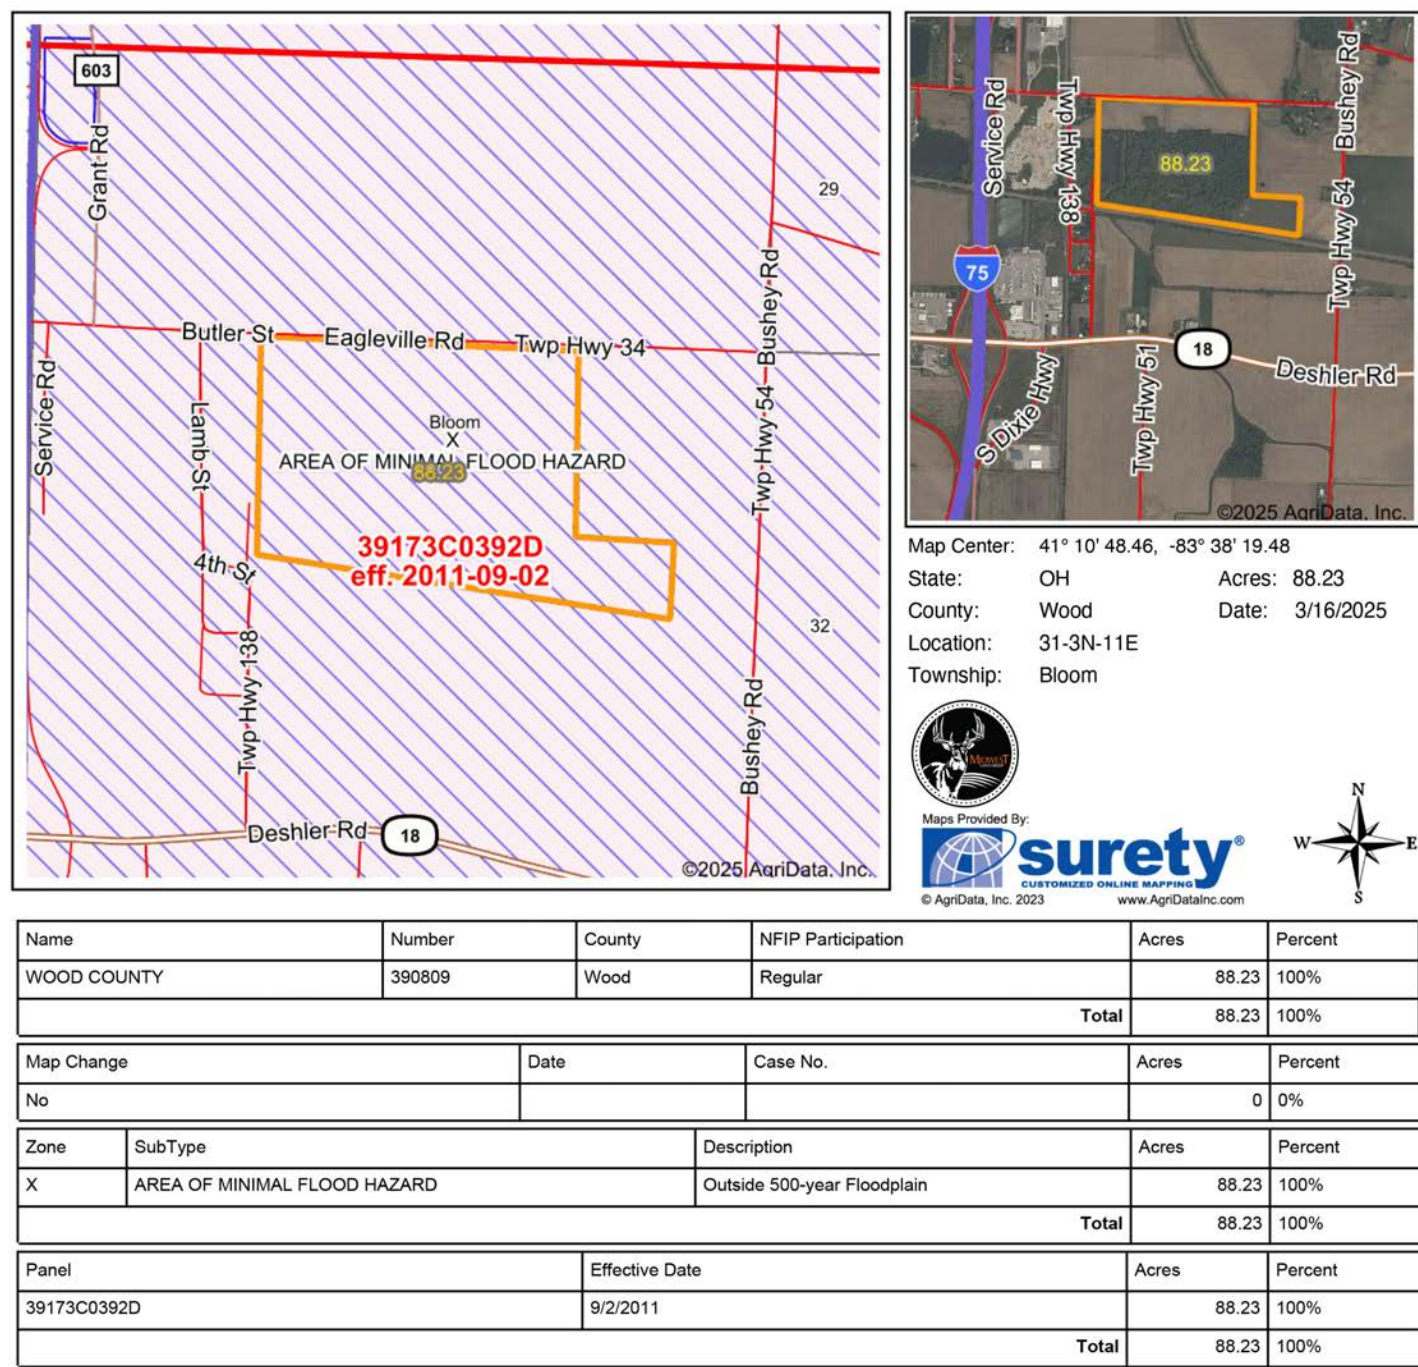 603
Grant Rd
29
Bushey Rd
Butler St
Eagleville Rd
Twp Hwy 34
Service Rd
Lamb St
Bloom
X
AREA OF MINIMAL FLOOD HAZARD
88.23
Twp Hwy 54
39173C0392D
eff. 2011-09-02
4th St
32
Twp Hwy 138
Bushey Rd
Deshler Rd
18
©2025 AgriData, Inc.
Service Rd
Twp Hwy 138
88.23
Bushey Rd
Twp Hwy 54
75
18
Deshler Rd
S Dixie Hwy
Twp Hwy 51
©2025 AgriData, Inc.
Map Center: 41° 10' 48.46, -83° 38' 19.48
State: OH Acres: 88.23
County: Wood Date: 3/16/2025
Location: 31-3N-11E
Township: Bloom
MIDWEST
Maps Provided By:
surety®
CUSTOMIZED ONLINE MAPPING
© AgriData, Inc. 2023 www.AgriDataInc.com
N
W E
S
Name Number County NFIP Participation Acres Percent
WOOD COUNTY 390809 Wood Regular 88.23 100%
Total 88.23 100%
Map Change Date Case No. Acres Percent
No 0 0%
Zone SubType Description Acres Percent
X AREA OF MINIMAL FLOOD HAZARD Outside 500-year Floodplain 88.23 100%
Total 88.23 100%
Panel Effective Date Acres Percent
39173C0392D 9/2/2011 88.23 100%
Total 88.23 100%